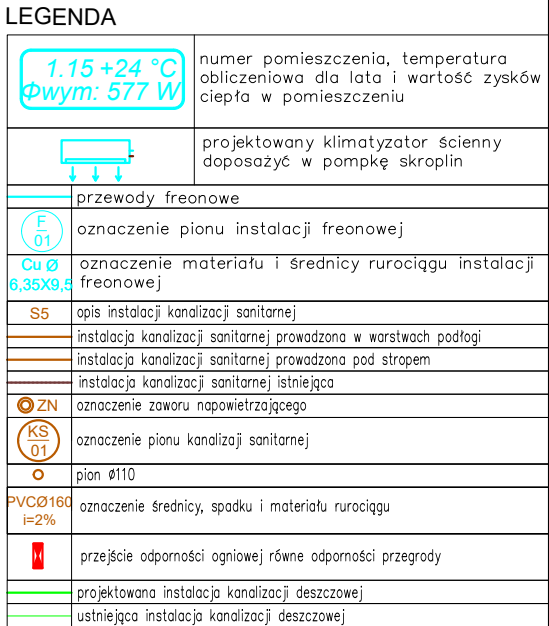 LEGENDA
1.15 +24 °C
Φwym: 577 W
numer pomieszczenia, temperatura
obliczeniowa dla lata i wartość zysków
ciepła w pomieszczeniu
projektowany klimatyzator ścienny
doposażyć w pompkę skroplin
przewody freonowe
F
01
oznaczenie pionu instalacji freonowej
Cu Ø
6,35X9,5
oznaczenie materiału i średnicy rurociągu instalacji
freonowej
S5
opis instalacji kanalizacji sanitarnej
instalacja kanalizacji sanitarnej prowadzona w warstwach podłogi
instalacja kanalizacji sanitarnej prowadzona pod stropem
instalacja kanalizacji sanitarnej istniejąca
ZN
oznaczenie zaworu napowietrzającego
KS
01
oznaczenie pionu kanalizaji sanitarnej
pion Ø110
PVCØ160
i=2%
oznaczenie średnicy, spadku i materiału rurociągu
przejście odporności ogniowej równe odporności przegrody
projektowana instalacja kanalizacji deszczowej
ustniejąca instalacja kanalizacji deszczowej